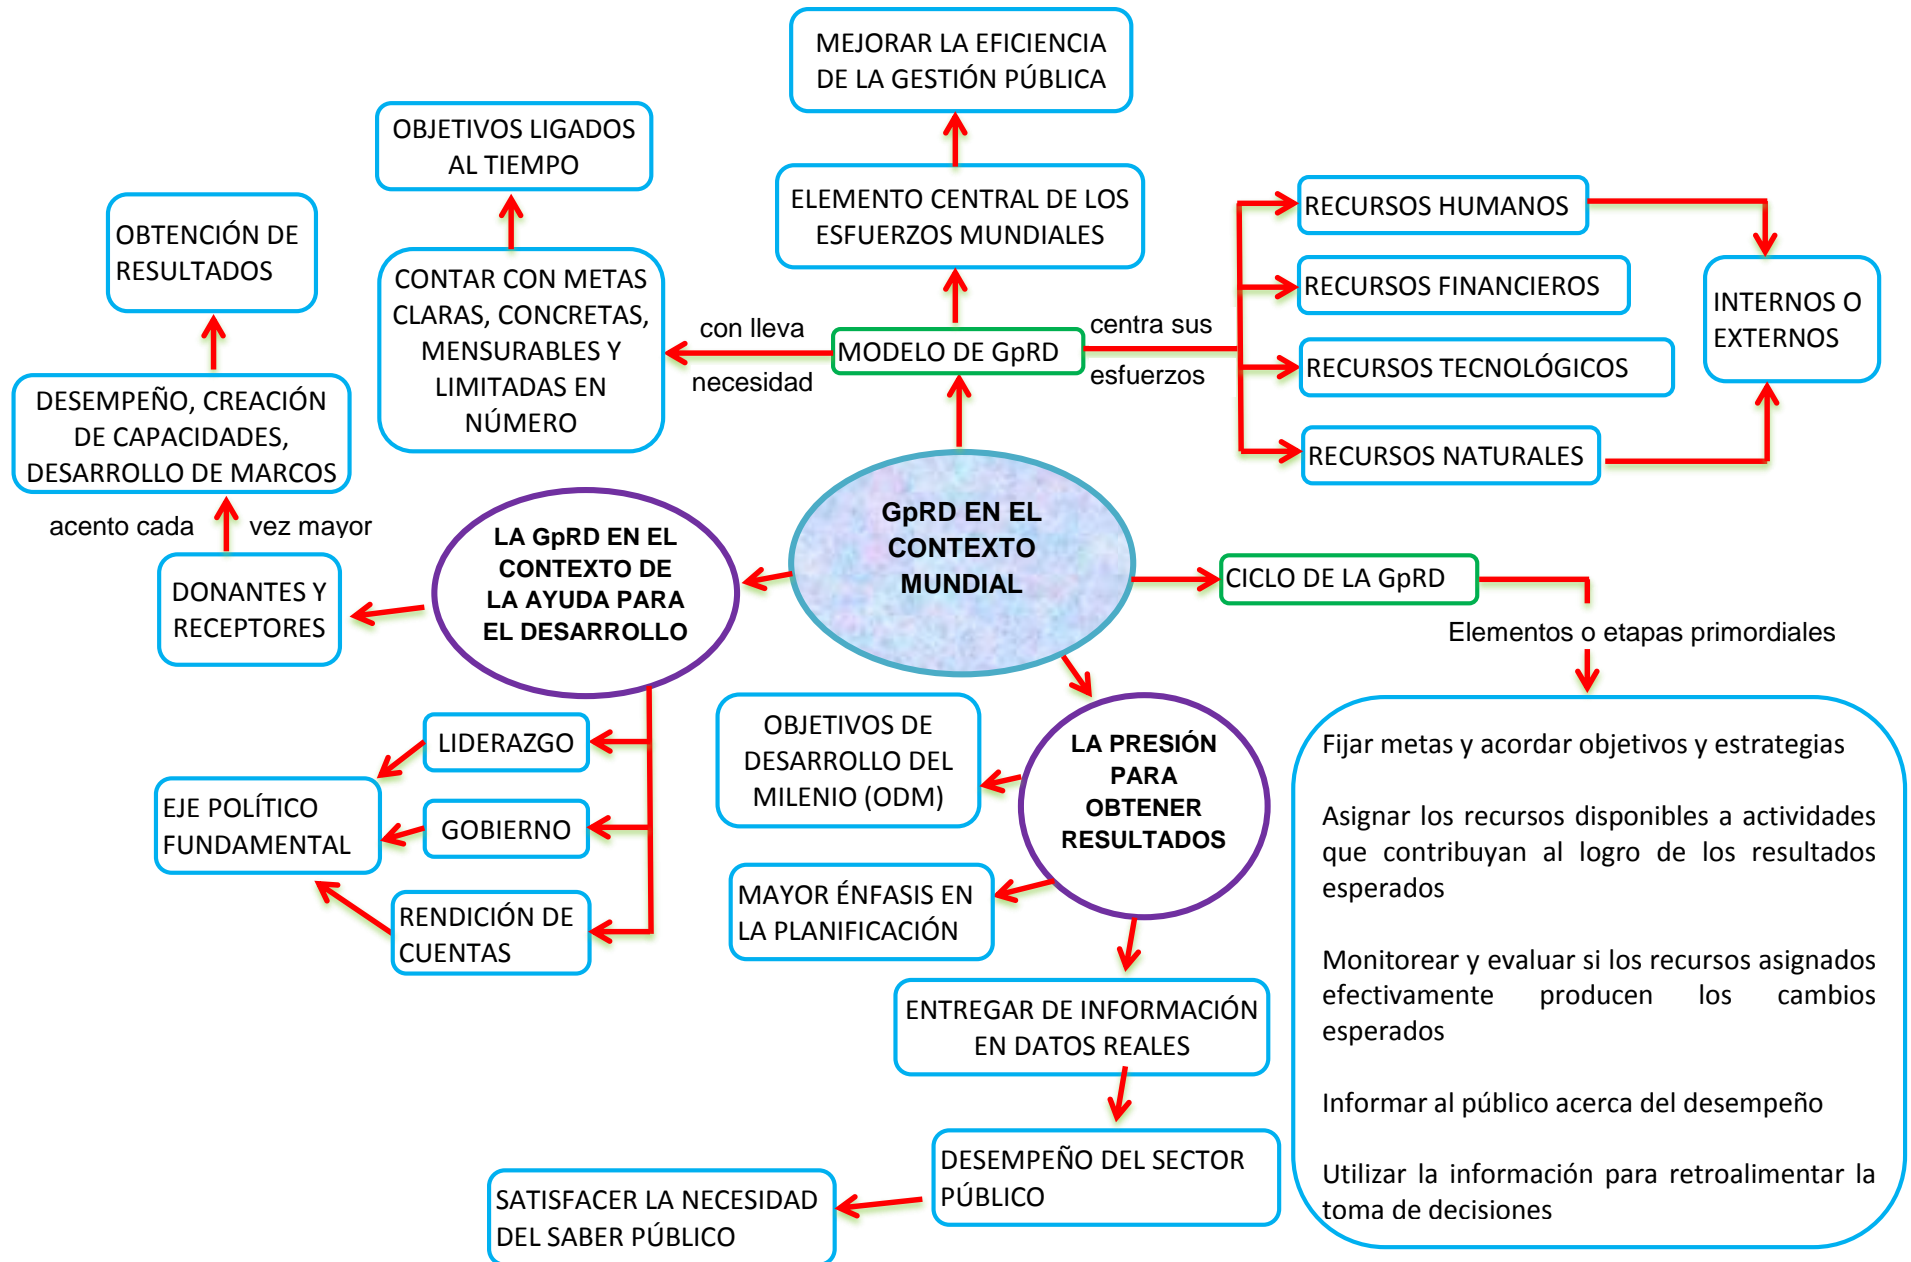 MEJORAR LA EFICIENCIA
DE LA GESTIÓN PÚBLICA
OBJETIVOS LIGADOS
AL TIEMPO
ELEMENTO CENTRAL DE LOS
ESFUERZOS MUNDIALES
OBTENCIÓN DE
RESULTADOS
CONTAR CON METAS
CLARAS, CONCRETAS,
MENSURABLES Y
LIMITADAS EN
NÚMERO
con lleva
necesidad
MODELO DE GpRD
centra sus
esfuerzos
RECURSOS HUMANOS
RECURSOS FINANCIEROS
RECURSOS TECNOLÓGICOS
RECURSOS NATURALES
INTERNOS O
EXTERNOS
DESEMPEÑO, CREACIÓN
DE CAPACIDADES,
DESARROLLO DE MARCOS
acento cada vez mayor
DONANTES Y
RECEPTORES
LA GpRD EN EL
CONTEXTO DE
LA AYUDA PARA
EL DESARROLLO
GpRD EN EL
CONTEXTO
MUNDIAL
CICLO DE LA GpRD
Elementos o etapas primordiales
LIDERAZGO
GOBIERNO
RENDICIÓN DE
CUENTAS
EJE POLÍTICO
FUNDAMENTAL
OBJETIVOS DE
DESARROLLO DEL
MILENIO (ODM)
LA PRESIÓN
PARA
OBTENER
RESULTADOS
MAYOR ÉNFASIS EN
LA PLANIFICACIÓN
ENTREGAR DE INFORMACIÓN
EN DATOS REALES
DESEMPEÑO DEL SECTOR
PÚBLICO
SATISFACER LA NECESIDAD
DEL SABER PÚBLICO
Fijar metas y acordar objetivos y estrategias
Asignar los recursos disponibles a actividades
que contribuyan al logro de los resultados
esperados
Monitorear y evaluar si los recursos asignados
efectivamente producen los cambios
esperados
Informar al público acerca del desempeño
Utilizar la información para retroalimentar la
toma de decisiones